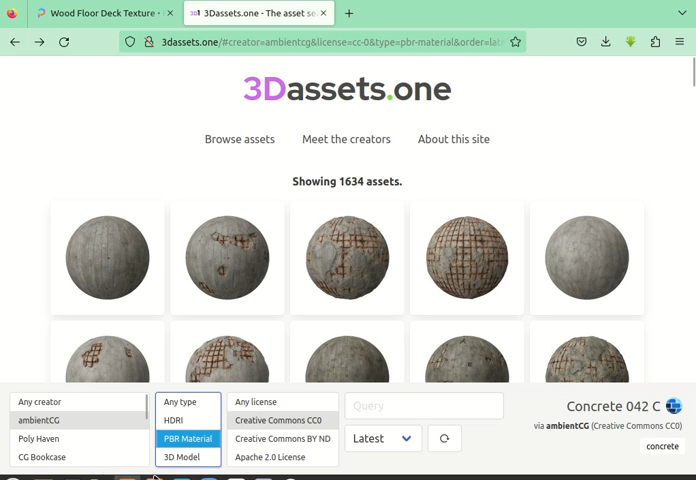 Wood Floor Deck Texture •
3D1 3Dassets.one - The asset se
3dassets.one/#creator=ambientcg&license=cc-0&type=pbr-material&order=late
3Dassets.one
Browse assets Meet the creators About this site
Showing 1634 assets.
Any creator
ambientCG
Poly Haven
CG Bookcase
Any type
HDRI
PBR Material
3D Model
Any license
Creative Commons CC0
Creative Commons BY ND
Apache 2.0 License
Query
Latest
Concrete 042 C
via ambientCG (Creative Commons CC0)
concrete